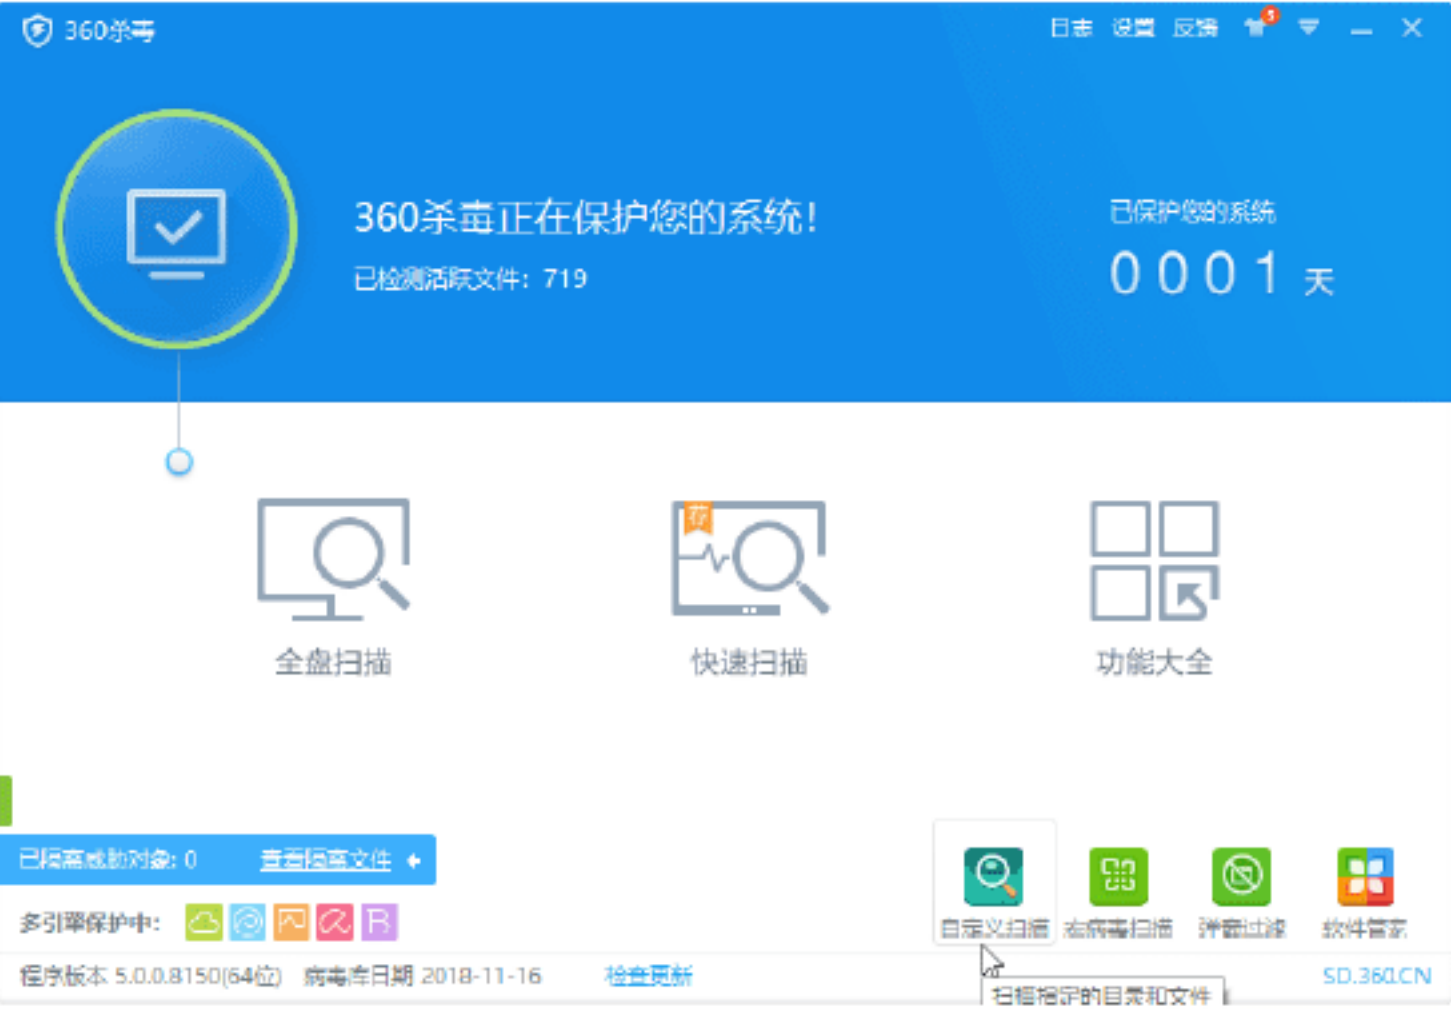 360杀毒
日志 设置 反馈
5
360杀毒正在保护您的系统!
已检测活跃文件: 719
已保护您的系统
0001 天
荐
全盘扫描 快速扫描 功能大全
已隔离威胁对象: 0 查看隔离文件
自定义扫描 宏病毒扫描 弹窗过滤 软件管家
多引擎保护中:
程序版本 5.0.0.8150(64位) 病毒库日期 2018-11-16 检查更新 SD.360.CN
扫描指定的目录和文件